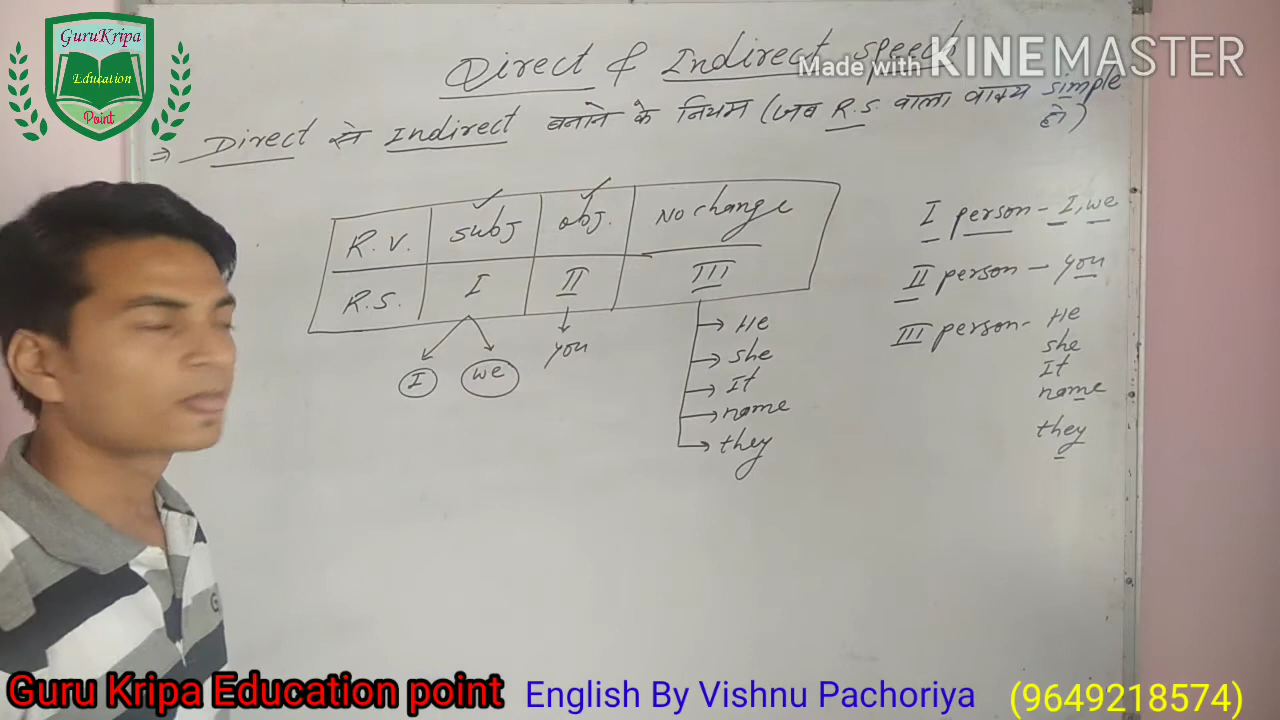 GuruKripa
Education
Point
Made with KINEMASTER
Direct & Indirect speech
⇒ Direct से Indirect बनाने के नियम (जब R.S. वाला वाक्य simple
हो)
R.V. subj obj. No change
R.S. I II III
I we you
He
she
It
name
they
I person - I, we
II person - you
III person - He
she
It
name
they
Guru Kripa Education point English By Vishnu Pachoriya (9649218574)